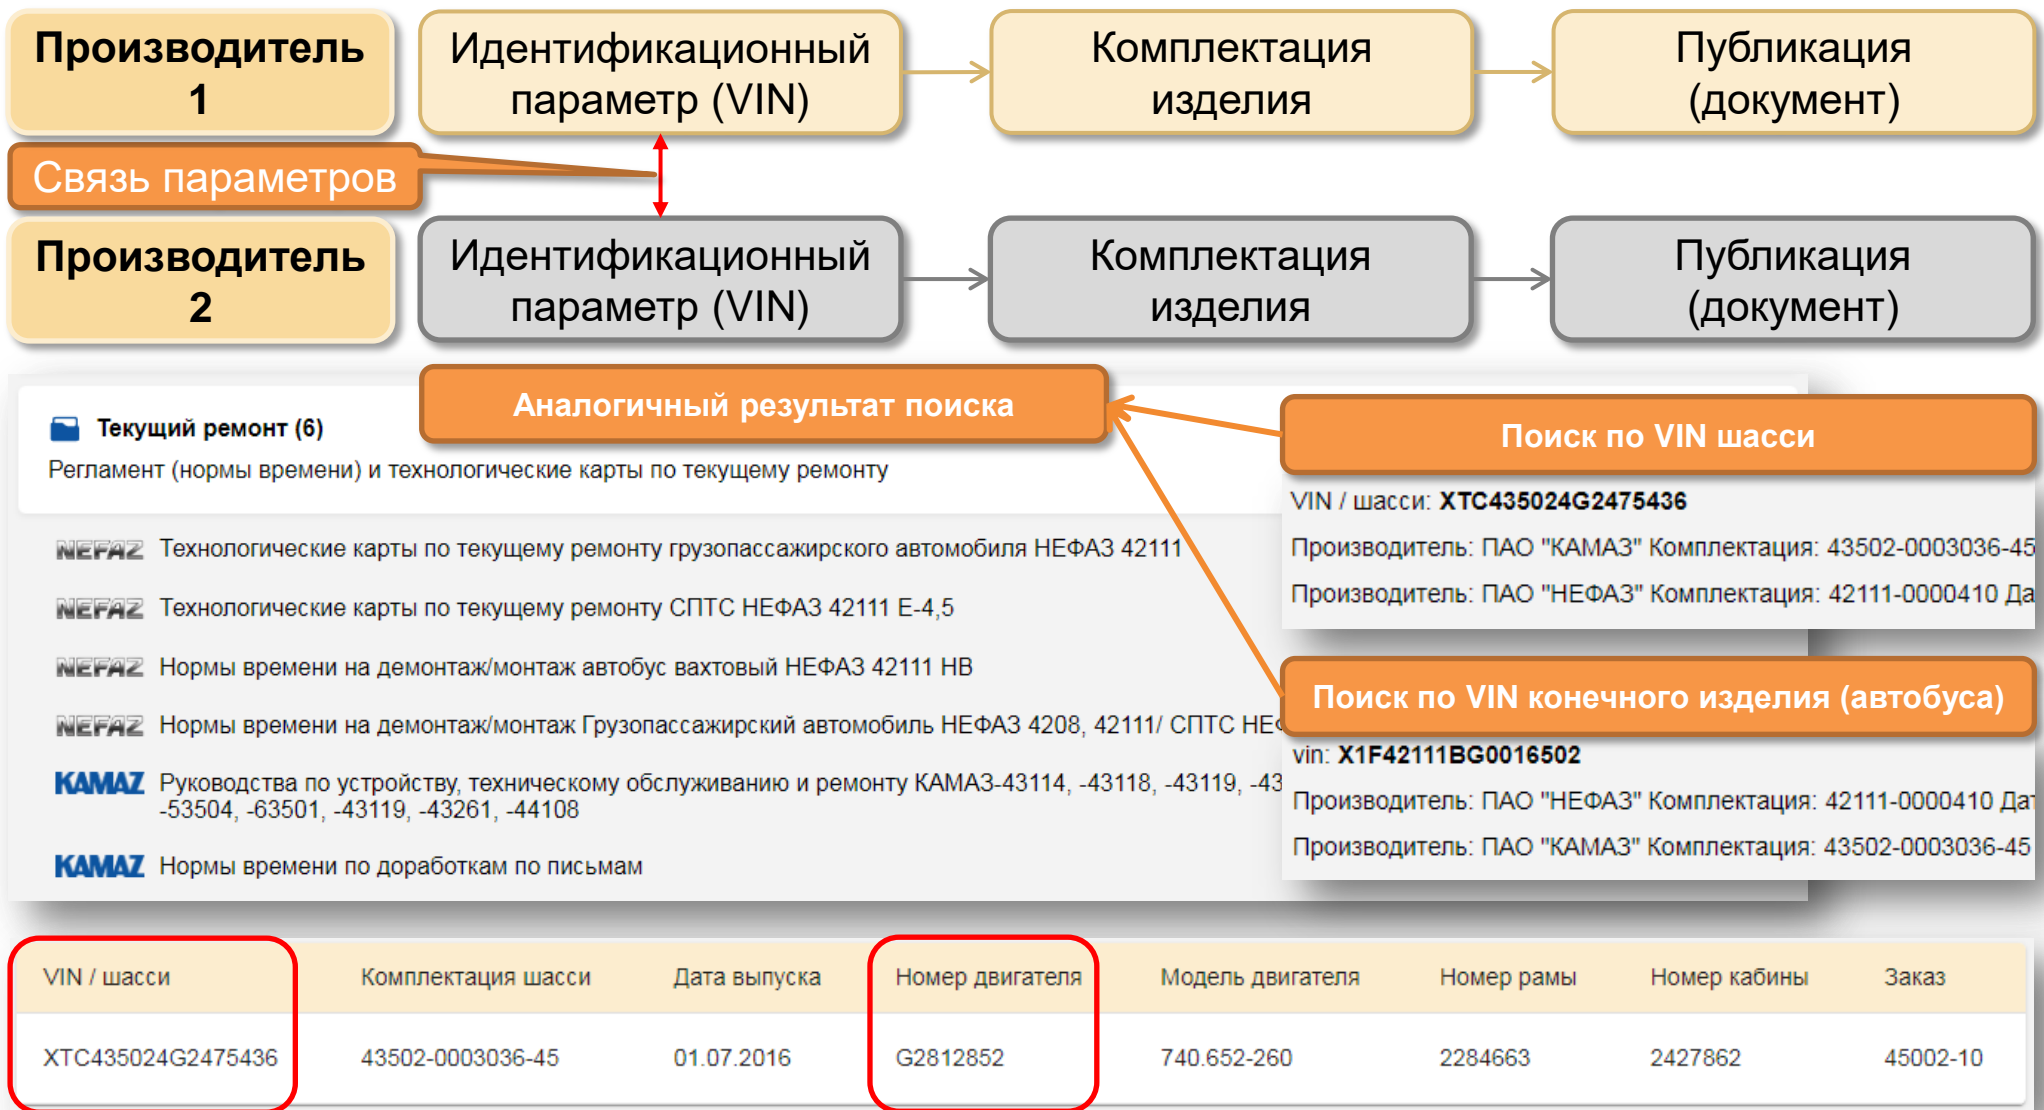 Производитель
1
Идентификационный
параметр (VIN)
Комплектация
изделия
Публикация
(документ)
Связь параметров
Производитель
2
Идентификационный
параметр (VIN)
Комплектация
изделия
Публикация
(документ)
Аналогичный результат поиска
Текущий ремонт (6)
Регламент (нормы времени) и технологические карты по текущему ремонту
NEFAZ Технологические карты по текущему ремонту грузопассажирского автомобиля НЕФАЗ 42111
NEFAZ Технологические карты по текущему ремонту СПТС НЕФАЗ 42111 Е-4,5
NEFAZ Нормы времени на демонтаж/монтаж автобус вахтовый НЕФАЗ 42111 НВ
NEFAZ Нормы времени на демонтаж/монтаж Грузопассажирский автомобиль НЕФАЗ 4208, 42111/ СПТС НЕФ
KAMAZ Руководства по устройству, техническому обслуживанию и ремонту КАМАЗ-43114, -43118, -43119, -43
-53504, -63501, -43119, -43261, -44108
KAMAZ Нормы времени по доработкам по письмам
Поиск по VIN шасси
VIN / шасси: XTC435024G2475436
Производитель: ПАО "КАМАЗ" Комплектация: 43502-0003036-45
Производитель: ПАО "НЕФАЗ" Комплектация: 42111-0000410 Да
Поиск по VIN конечного изделия (автобуса)
vin: X1F42111BG0016502
Производитель: ПАО "НЕФАЗ" Комплектация: 42111-0000410 Дат
Производитель: ПАО "КАМАЗ" Комплектация: 43502-0003036-45
VIN / шасси Комплектация шасси Дата выпуска Номер двигателя Модель двигателя Номер рамы Номер кабины Заказ
XTC435024G2475436 43502-0003036-45 01.07.2016 G2812852 740.652-260 2284663 2427862 45002-10